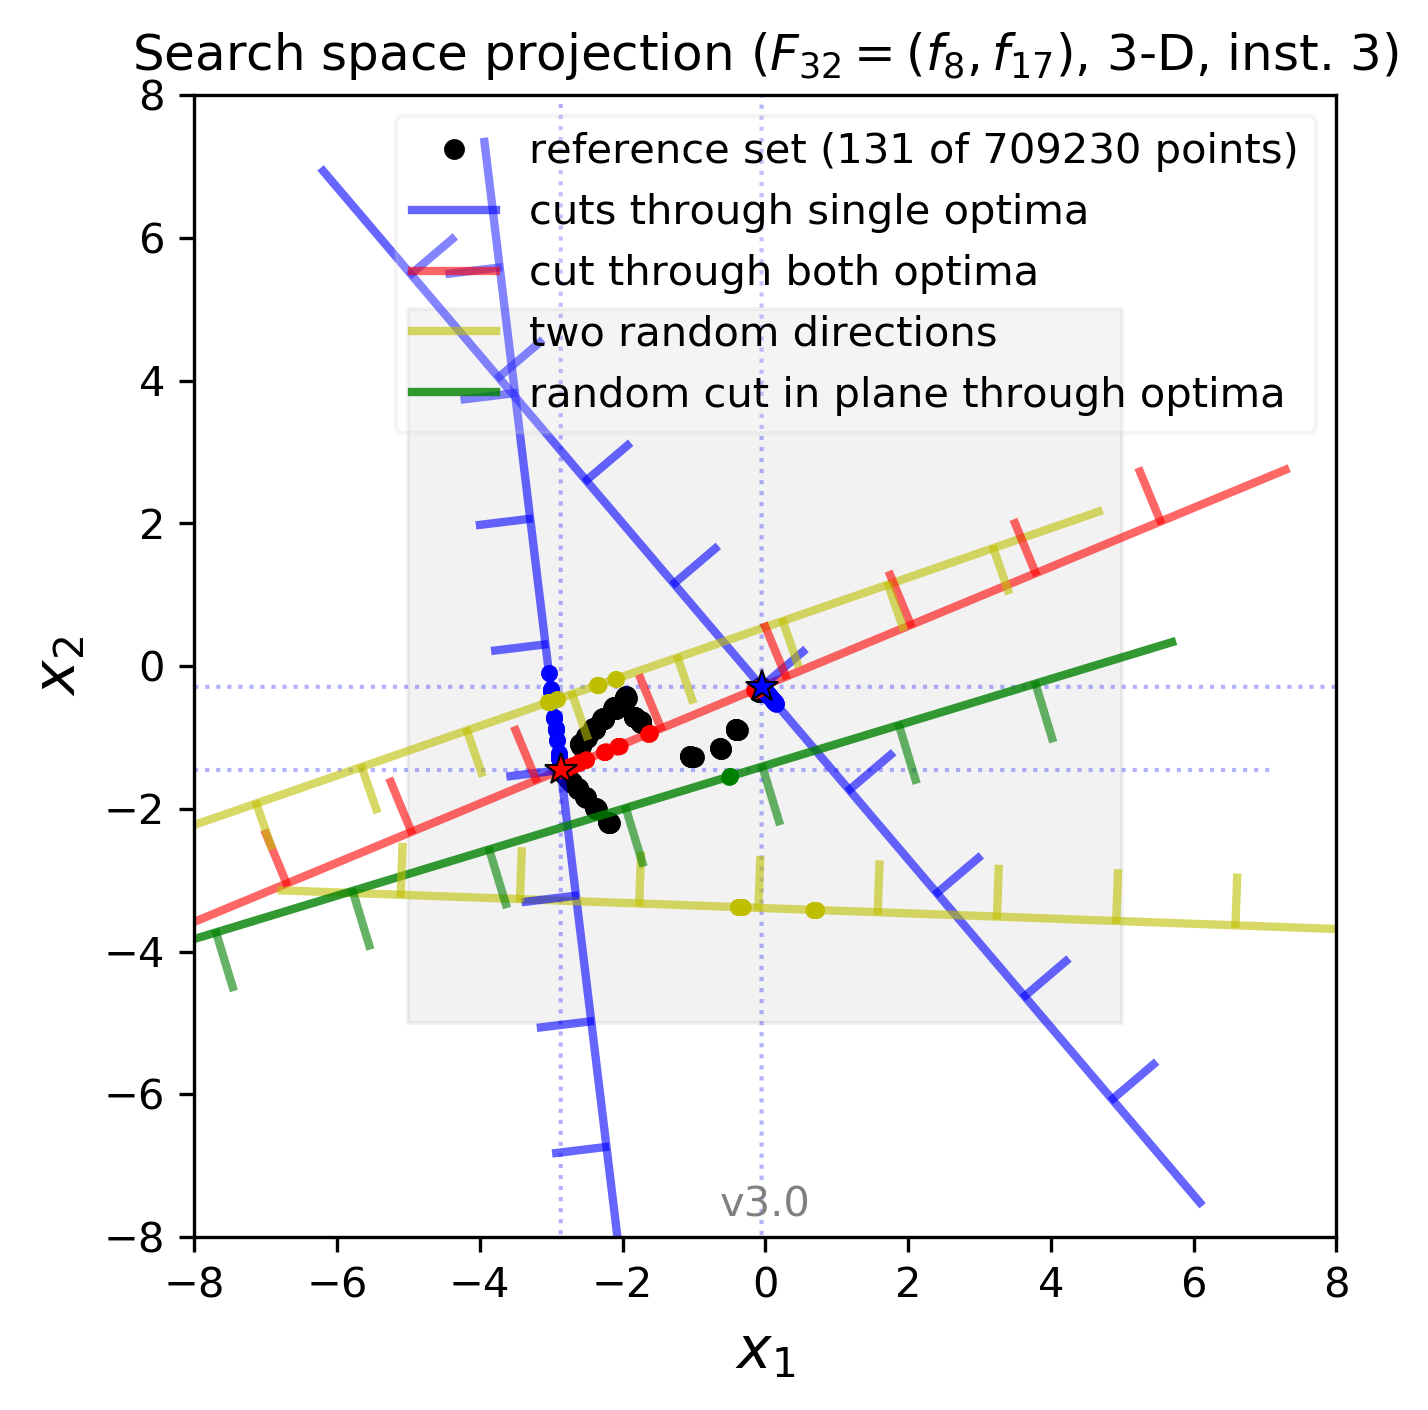 Search space projection (F₃₂ = (f₈, f₁₇), 3-D, inst. 3)
reference set (131 of 709230 points)
cuts through single optima
cut through both optima
two random directions
random cut in plane through optima
8
6
4
2
0
−2
−4
−6
−8
x₂
v3.0
−8 −6 −4 −2 0 2 4 6 8
x₁